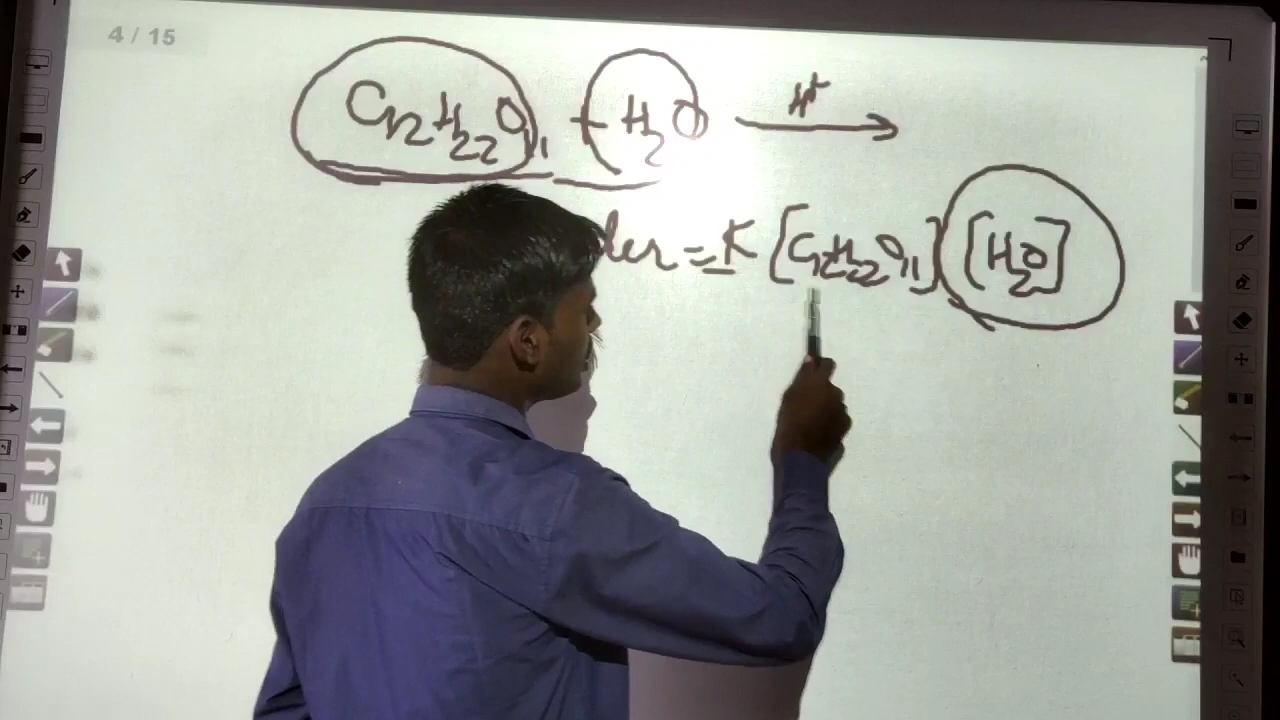 4 / 15
C12H22O11 + H2O H+ →
der = K [C12H22O11] [H2O]